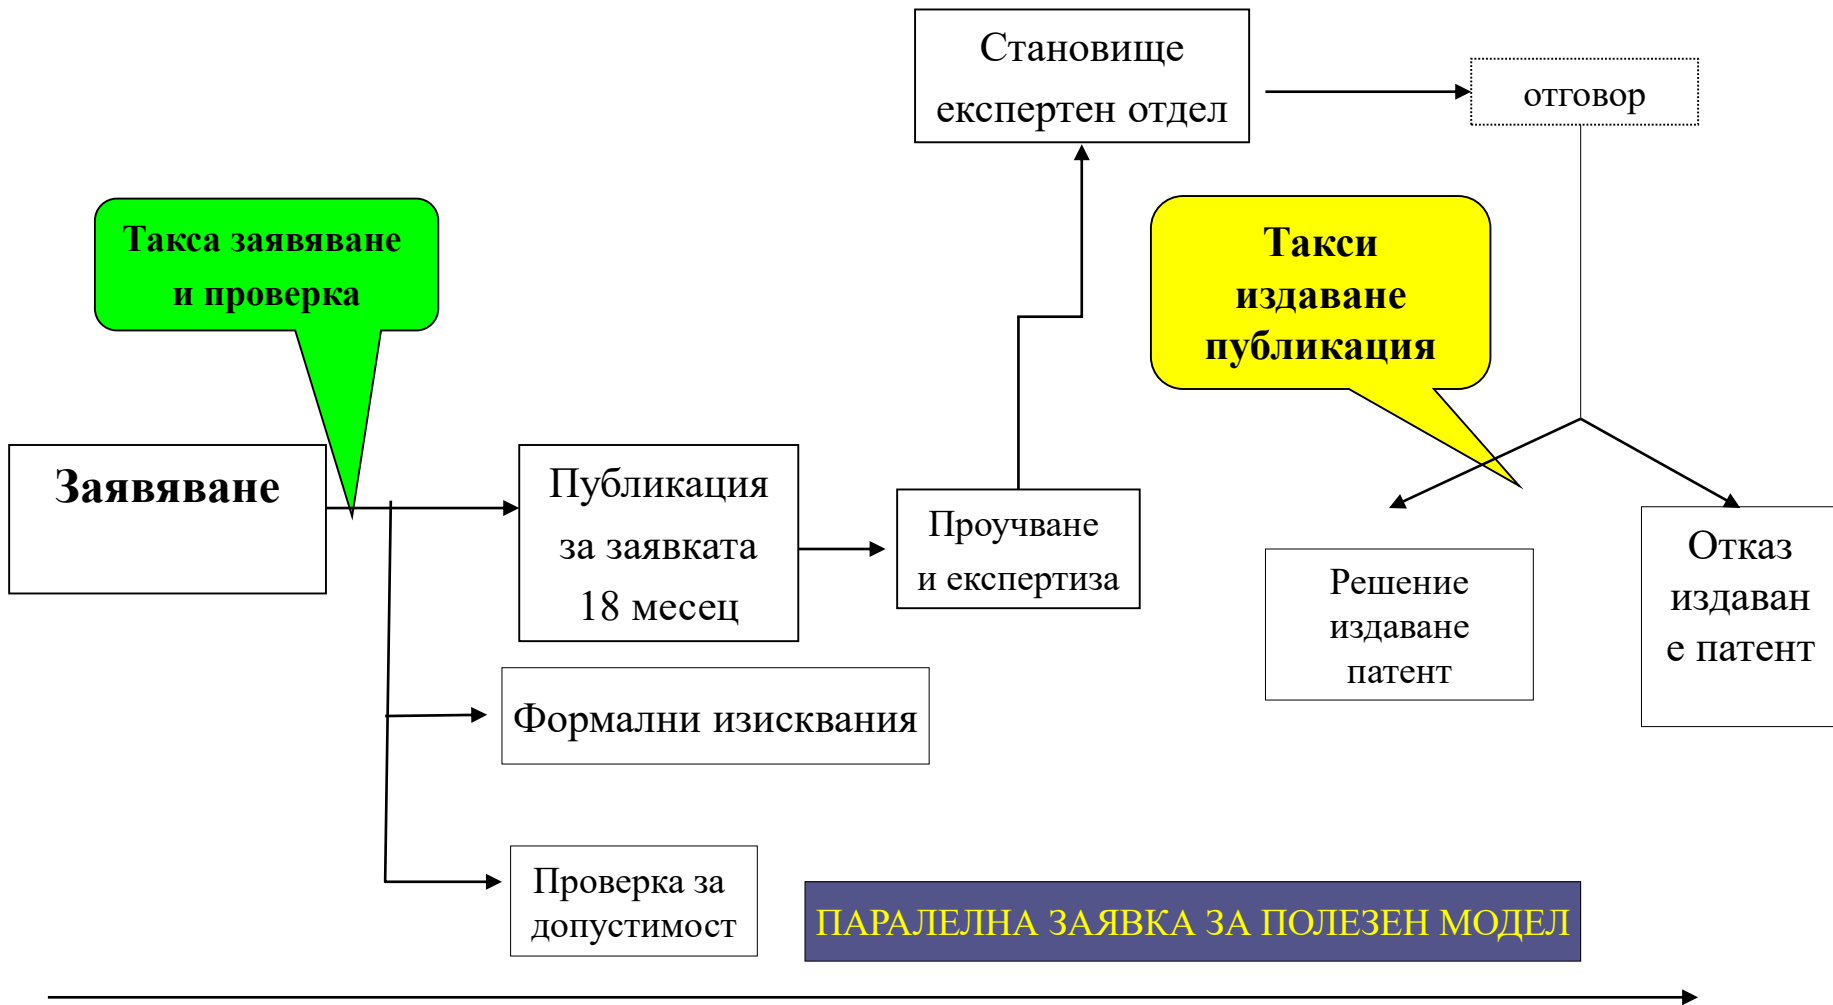 Становище
експертен отдел
отговор
Такса заявяване
и проверка
Такси
издаване
публикация
Заявяване
Публикация
за заявката
18 месец
Проучване
и експертиза
Решение
издаване
патент
Отказ
издаван
е патент
Формални изисквания
Проверка за
допустимост
ПАРАЛЕЛНА ЗАЯВКА ЗА ПОЛЕЗЕН МОДЕЛ